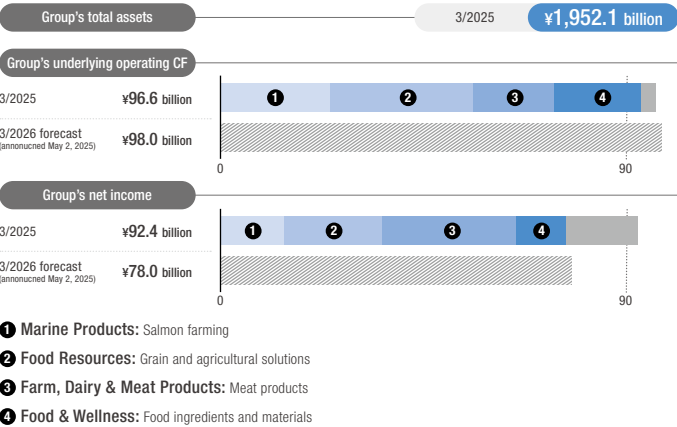 Group's total assets 3/2025 ¥1,952.1 billion
Group's underlying operating CF
3/2025 ¥96.6 billion 1 2 3 4
3/2026 forecast ¥98.0 billion
(annonucned May 2, 2025)
0 90
Group's net income
3/2025 ¥92.4 billion 1 2 3 4
3/2026 forecast ¥78.0 billion
(annonucned May 2, 2025)
0 90
1 Marine Products: Salmon farming
2 Food Resources: Grain and agricultural solutions
3 Farm, Dairy & Meat Products: Meat products
4 Food & Wellness: Food ingredients and materials